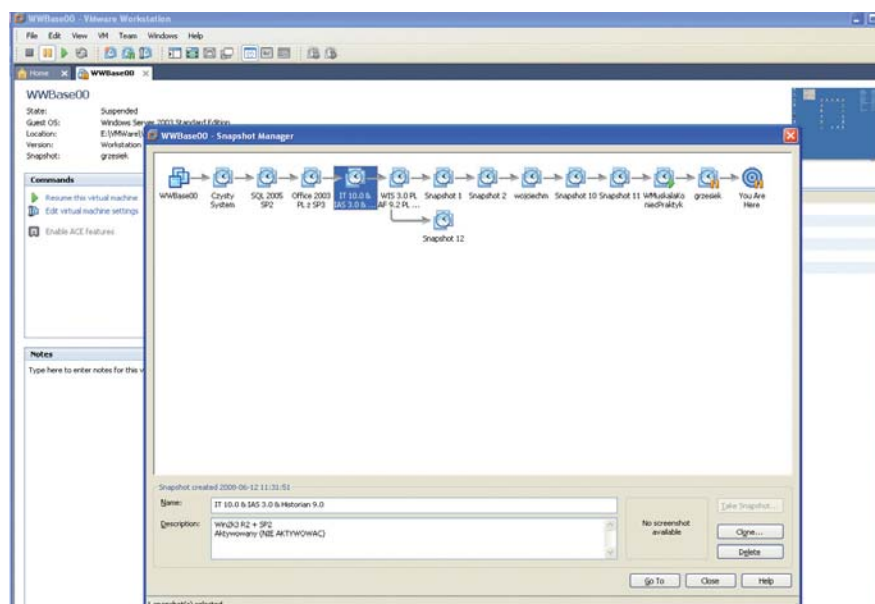 WWBase00 - VMware Workstation
File Edit View VM Team Windows Help
Home
WWBase00
WWBase00
State: Suspended
Guest OS: Windows Server 2003 Standard Edition
Location: E:\VMWare\
Version: Workstation
Snapshot: grzesiek
Commands
Resume this virtual machine
Edit virtual machine settings
Enable ACE features
Notes
Type here to enter notes for this v
WWBase00 - Snapshot Manager
WWBase00
Czysty System
SQL 2005 SP2
Office 2003 PL z SP3
IT 10.0 & IAS 3.0 & ...
WIS 3.0 PL AF 9.2 PL ...
Snapshot 1
Snapshot 2
wojciechm
Snapshot 10
Snapshot 11
WMuskalaKo niecPraktyk
grzesiek
You Are Here
Snapshot 12
Snapshot created 2008-06-12 11:31:51
Name: IT 10.0 & IAS 3.0 & Historian 9.0
Description: Win2k3 R2 + SP2
Aktywowany (NIE AKTYWOWAC)
No screenshot available
Take Snapshot...
Clone...
Delete
Go To
Close
Help
1 snapshot(s) selected